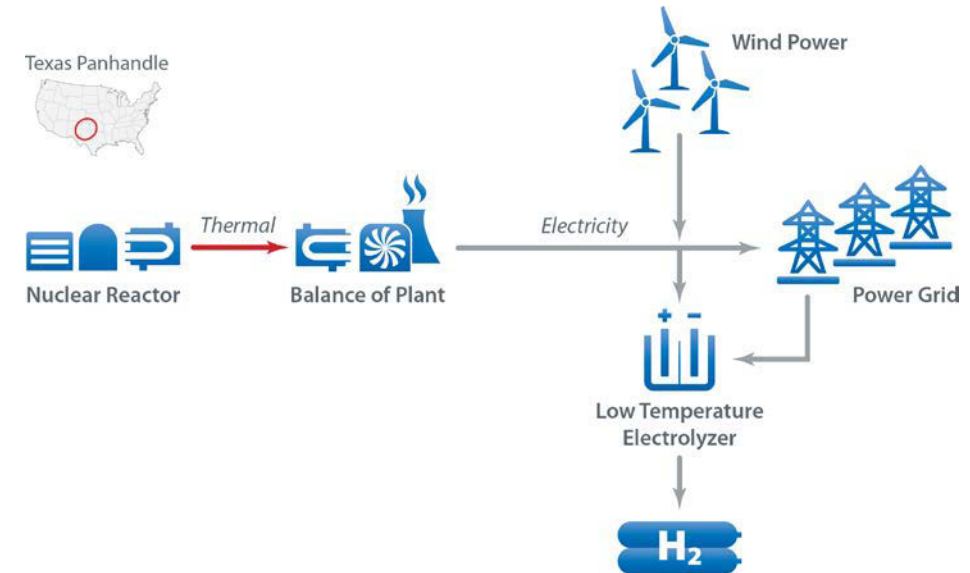 Wind Power
Texas Panhandle
Thermal
Electricity
Nuclear Reactor
Balance of Plant
Power Grid
+ −
Low Temperature
Electrolyzer
H₂